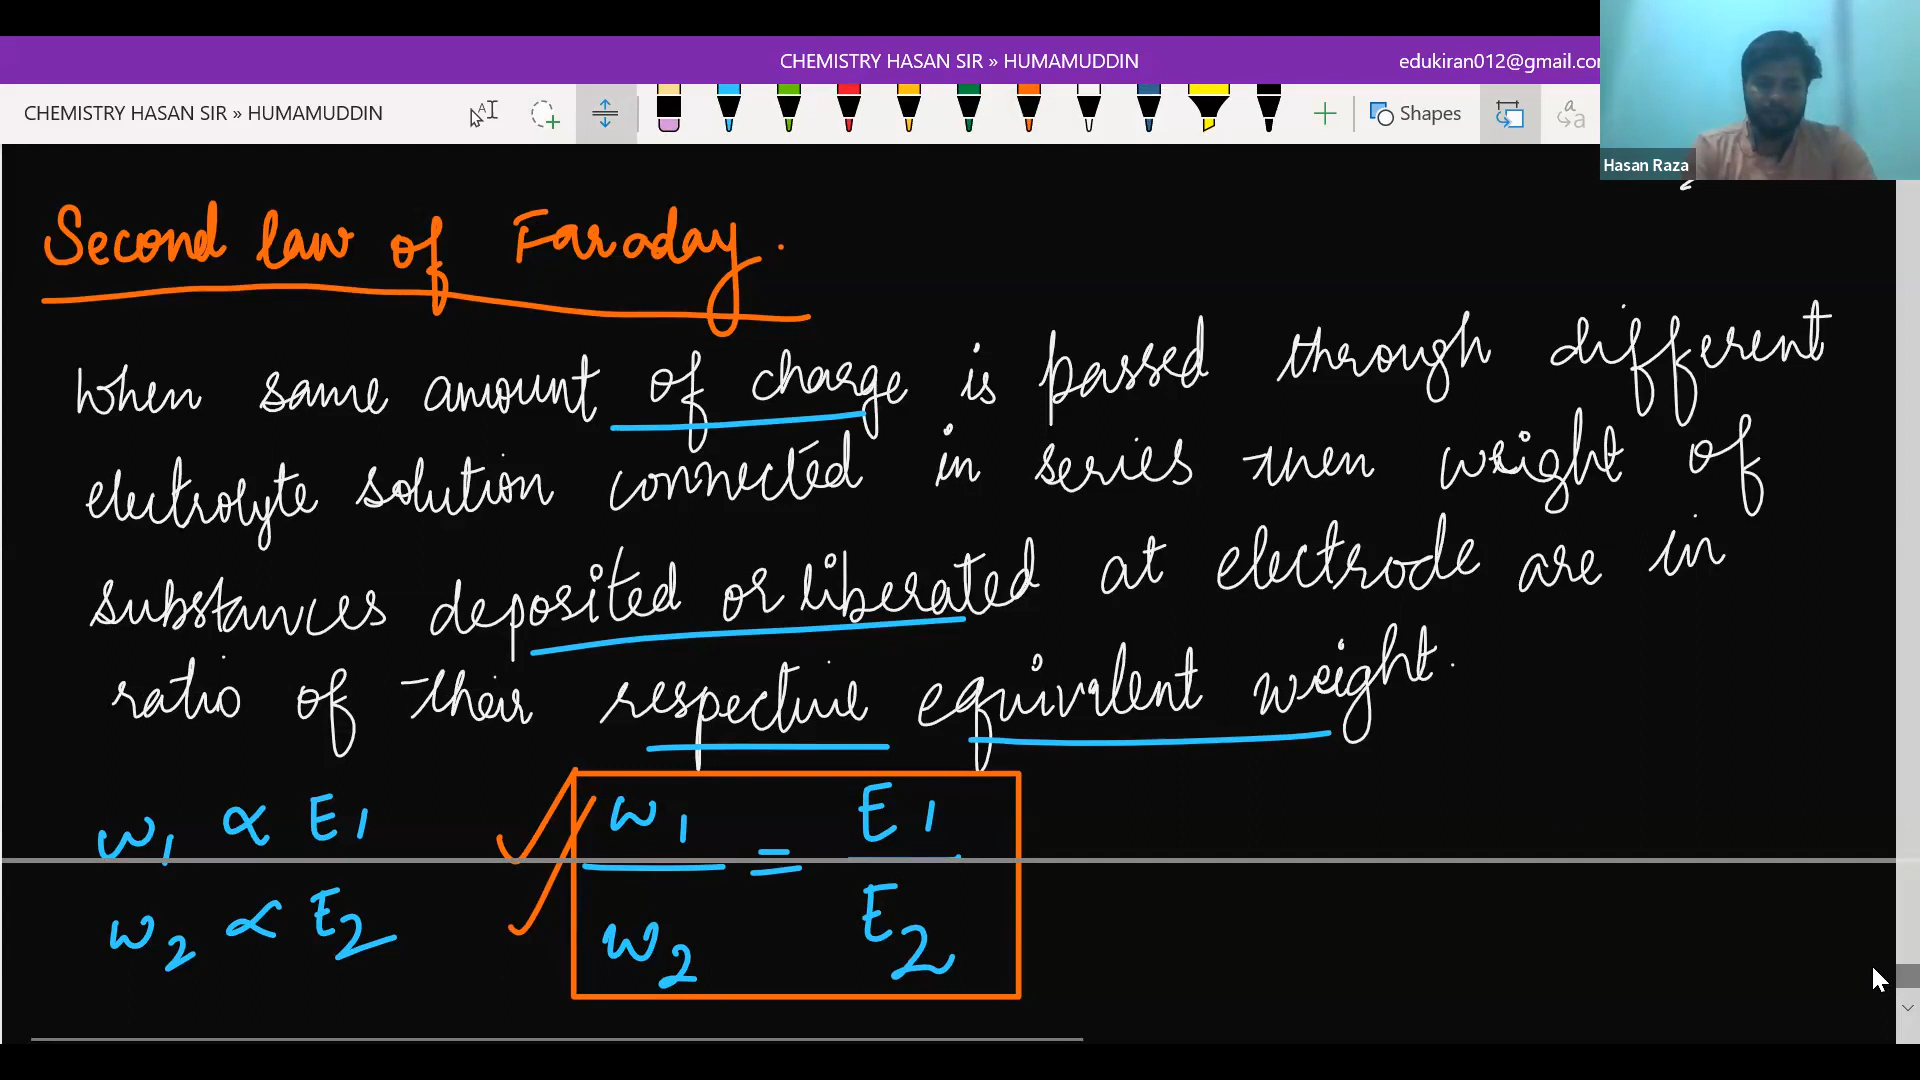 CHEMISTRY HASAN SIR » HUMAMUDDIN
edukiran012@gmail.co
CHEMISTRY HASAN SIR » HUMAMUDDIN
Shapes
Hasan Raza
Second law of Faraday.
When same amount of charge is passed through different
electrolyte solution connected in series then weight of
substances deposited or liberated at electrode are in
ratio of their respective equivalent weight.
w1 ∝ E1
w2 ∝ E2
w1/w2 = E1/E2